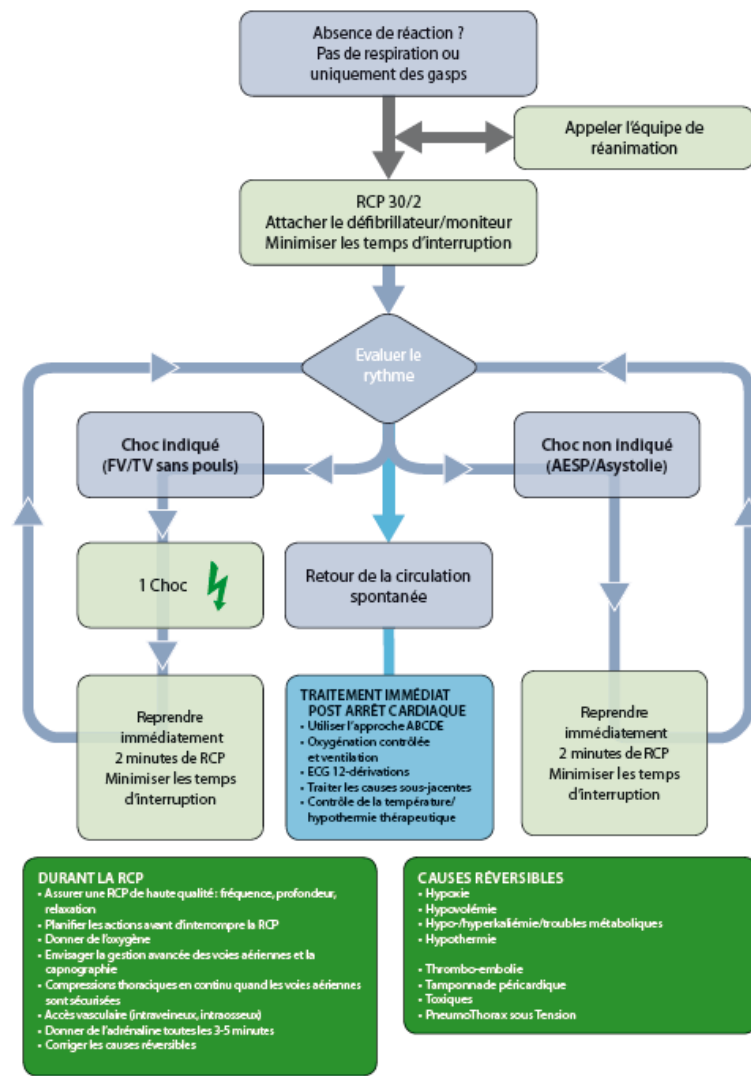 Absence de réaction ?
Pas de respiration ou
uniquement des gasps
Appeler l'équipe de
réanimation
RCP 30/2
Attacher le défibrillateur/moniteur
Minimiser les temps d'interruption
Evaluer le
rythme
Choc indiqué
(FV/TV sans pouls)
Choc non indiqué
(AESP/Asystolie)
1 Choc
Retour de la circulation
spontanée
Reprendre
immédiatement
2 minutes de RCP
Minimiser les temps
d'interruption
TRAITEMENT IMMÉDIAT
POST ARRÊT CARDIAQUE
• Utiliser l'approche ABCDE
• Oxygénation contrôlée
et ventilation
• ECG 12-dérivations
• Traiter les causes sous-jacentes
• Contrôle de la température/
hypothermie thérapeutique
Reprendre
immédiatement
2 minutes de RCP
Minimiser les temps
d'interruption
DURANT LA RCP
• Assurer une RCP de haute qualité : fréquence, profondeur,
relaxation
• Planifier les actions avant d'interrompre la RCP
• Donner de l'oxygène
• Envisager la gestion avancée des voies aériennes et la
capnographie
• Compressions thoraciques en continu quand les voies aériennes
sont sécurisées
• Accès vasculaire (intraveineux, intraosseux)
• Donner de l'adrénaline toutes les 3-5 minutes
• Corriger les causes réversibles
CAUSES RÉVERSIBLES
• Hypoxie
• Hypovolémie
• Hypo-/hyperkaliémie/troubles métaboliques
• Hypothermie
• Thrombo-embolie
• Tamponnade péricardique
• Toxiques
• PneumoThorax sous Tension